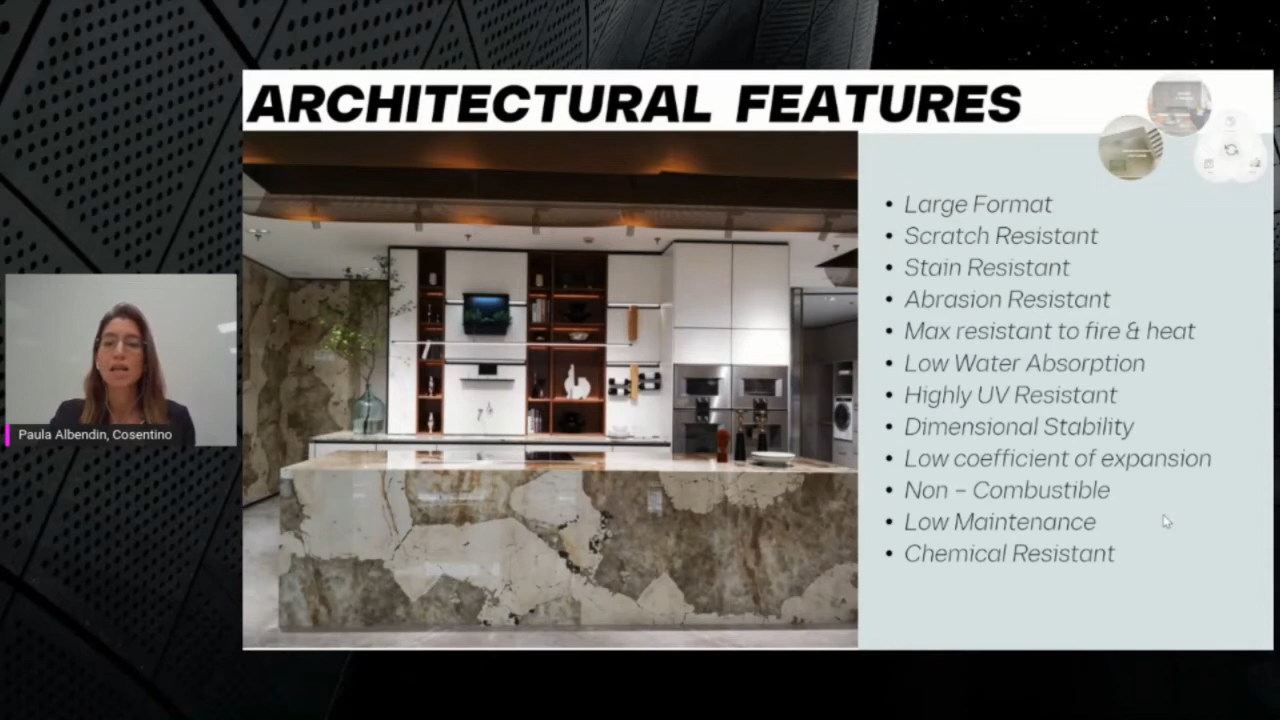 ARCHITECTURAL FEATURES
• Large Format
• Scratch Resistant
• Stain Resistant
• Abrasion Resistant
• Max resistant to fire & heat
• Low Water Absorption
• Highly UV Resistant
• Dimensional Stability
• Low coefficient of expansion
• Non – Combustible
• Low Maintenance
• Chemical Resistant
Paula Albendin, Cosentino